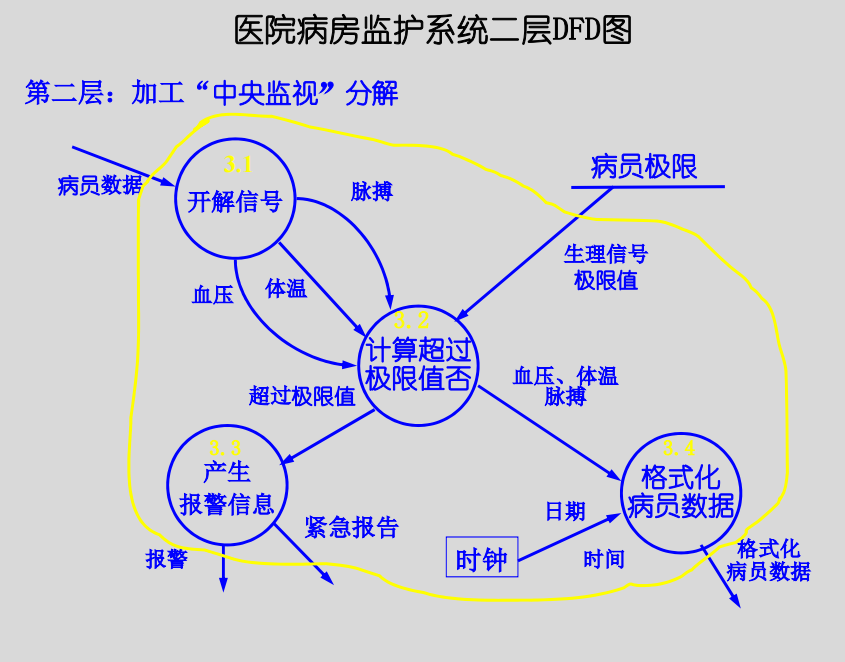 医院病房监护系统二层DFD图
第二层：加工“中央监视”分解
病员数据
3.1
开解信号
脉搏
病员极限
生理信号
极限值
血压
体温
3.2
计算超过
极限值否
超过极限值
血压、体温
脉搏
3.3
产生
报警信息
3.4
格式化
病员数据
日期
紧急报告
报警
时钟
时间
格式化
病员数据